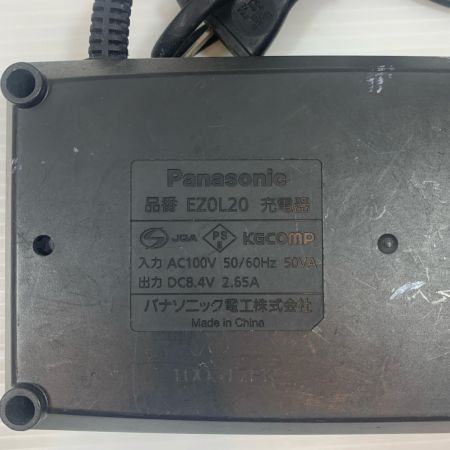 Panasonic
品番 EZ0L20 充電器
JQA PS E KGCOMP
入力 AC100V 50/60Hz 50VA
出力 DC8.4V 2.65A
パナソニック電工株式会社
Made in China